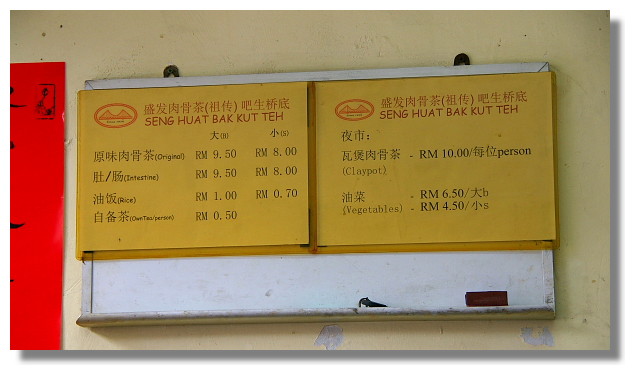 盛发肉骨茶(祖传) 吧生桥底
SENG HUAT BAK KUT TEH
大(B) 小(S)
原味肉骨茶(Original) RM 9.50 RM 8.00
肚/肠(Intestine) RM 9.50 RM 8.00
油饭(Rice) RM 1.00 RM 0.70
自备茶(OwnTea/person) RM 0.50
盛发肉骨茶(祖传) 吧生桥底
SENG HUAT BAK KUT TEH
夜市：
瓦煲肉骨茶 - RM 10.00/每位person
(Claypot)
油菜 - RM 6.50/大b
(Vegetables) - RM 4.50/小s